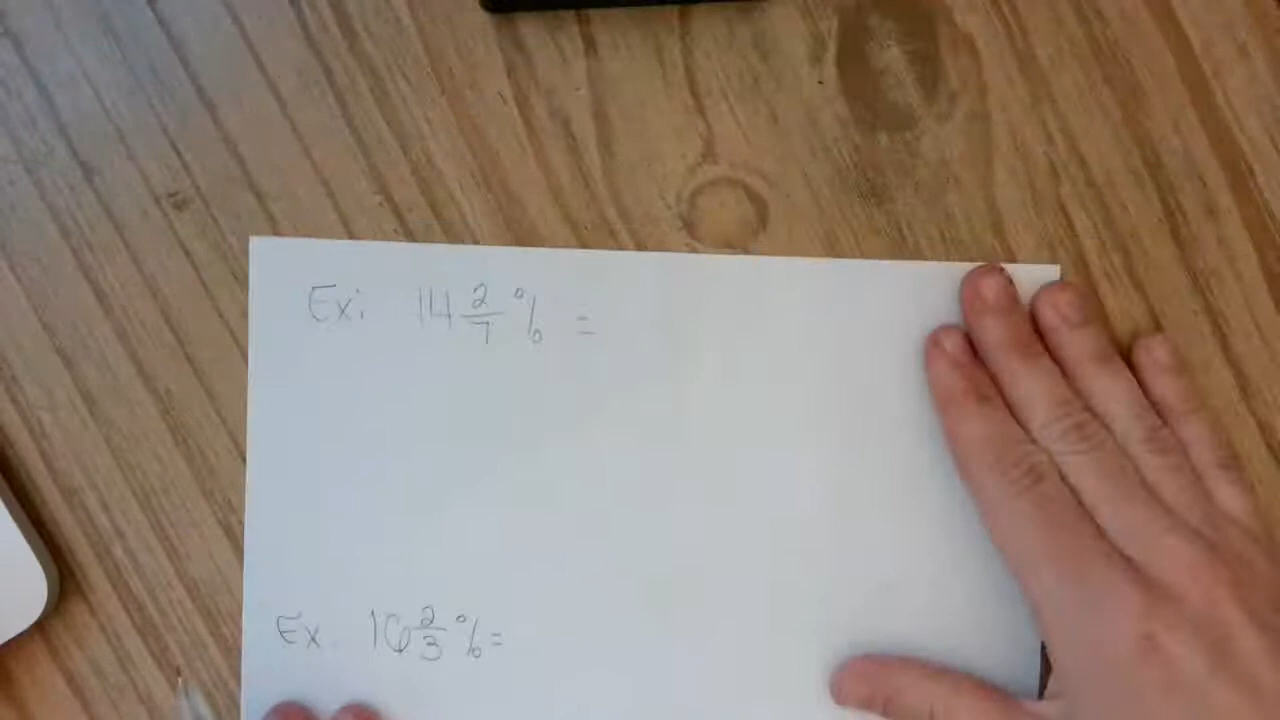 Ex: 14 2/7 % =
Ex. 16 2/3 % =